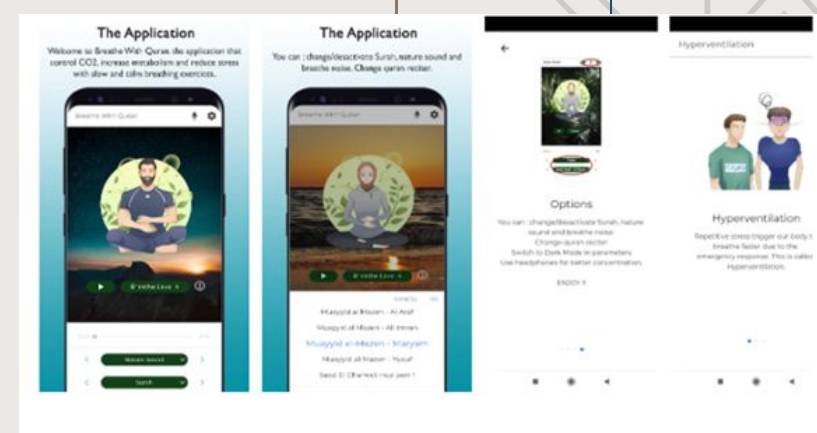 The Application
Welcome to Breathe With Quran, the application that
control CO2, increase metabolism and reduce stress
with slow and calm breathing exercices.
Breathe With Quran
Nature Sound
Surah
The Application
You can : change/desactivate Surah, nature sound and
breathe noise. Change quran reciter.
Breathe With Quran
Muayyid al-Mazen - Al Araf
Muayyid al-Mazen - Ali Imran
Muayyid al-Mazen - Maryam
Muayyid al-Mazen - Yusuf
Saad El Ghamidi
Options
You can : change/desactivate Surah, nature
sound and breathe noise
Change quran reciter
Switch to Dark Mode in parameters
Use headphones for better concentration.
ENJOY !!
Hyperventilation
Hyperventilation
Repetitive stress trigger our body t
breathe faster due to the
emergency response. This is called
Hyperventilation.